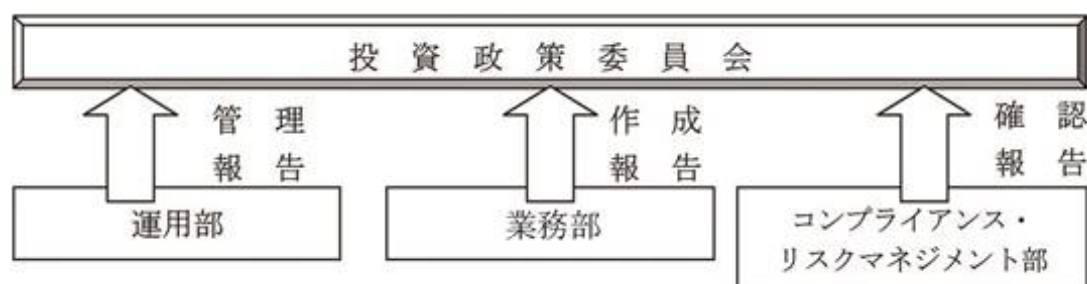 投資政策委員会
管理
報告
作成
報告
確認
報告
運用部
業務部
コンプライアンス・
リスクマネジメント部